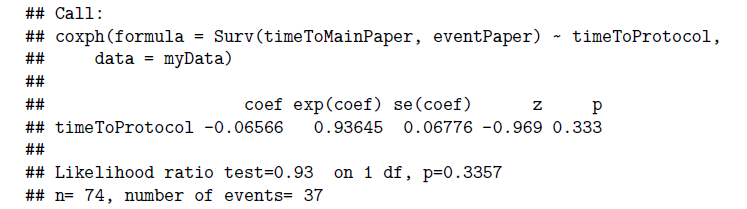 ## Call:
## coxph(formula = Surv(timeToMainPaper, eventPaper) ~ timeToProtocol,
##     data = myData)
##
##                    coef exp(coef) se(coef)      z     p
## timeToProtocol -0.06566   0.93645  0.06776 -0.969 0.333
##
## Likelihood ratio test=0.93  on 1 df, p=0.3357
## n= 74, number of events= 37